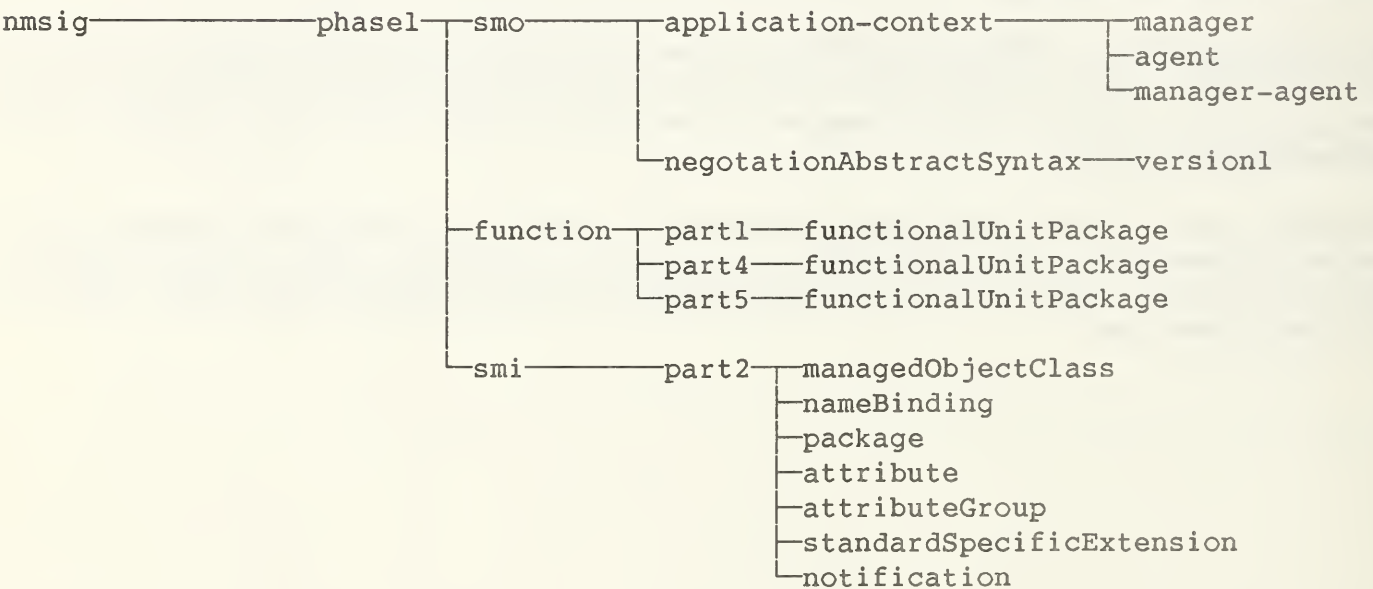 nmsig phase1 smo application-context manager
agent
manager-agent
negotationAbstractSyntax version1
function part1 functionalUnitPackage
part4 functionalUnitPackage
part5 functionalUnitPackage
smi part2 managedObjectClass
nameBinding
package
attribute
attributeGroup
standardSpecificExtension
notification